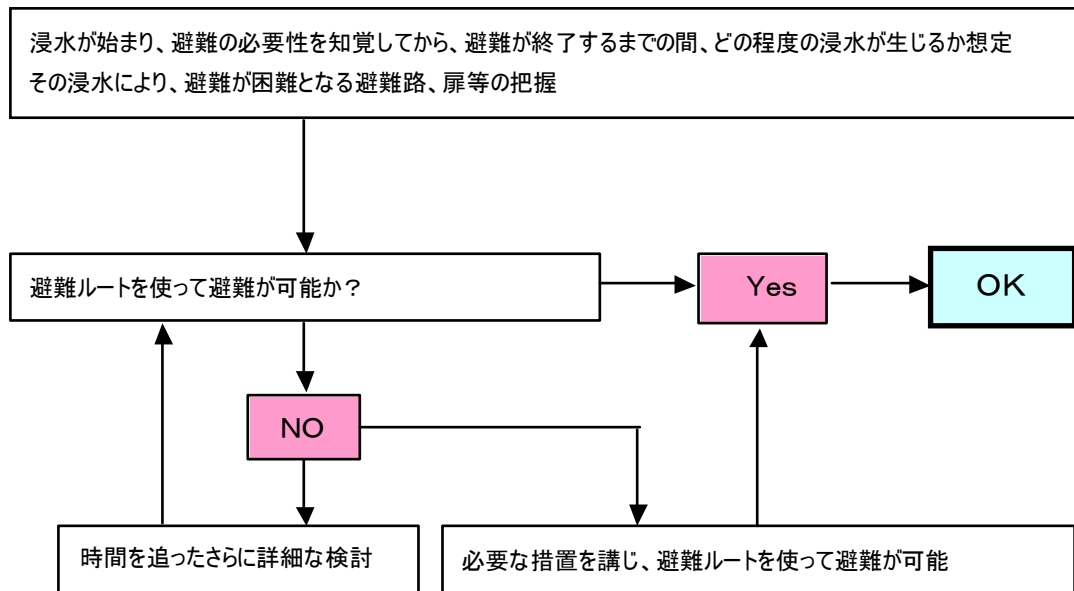 浸水が始まり、避難の必要性を知覚してから、避難が終了するまでの間、どの程度の浸水が生じるか想定
その浸水により、避難が困難となる避難路、扉等の把握
避難ルートを使って避難が可能か？
Yes
OK
NO
時間を追ったさらに詳細な検討
必要な措置を講じ、避難ルートを使って避難が可能